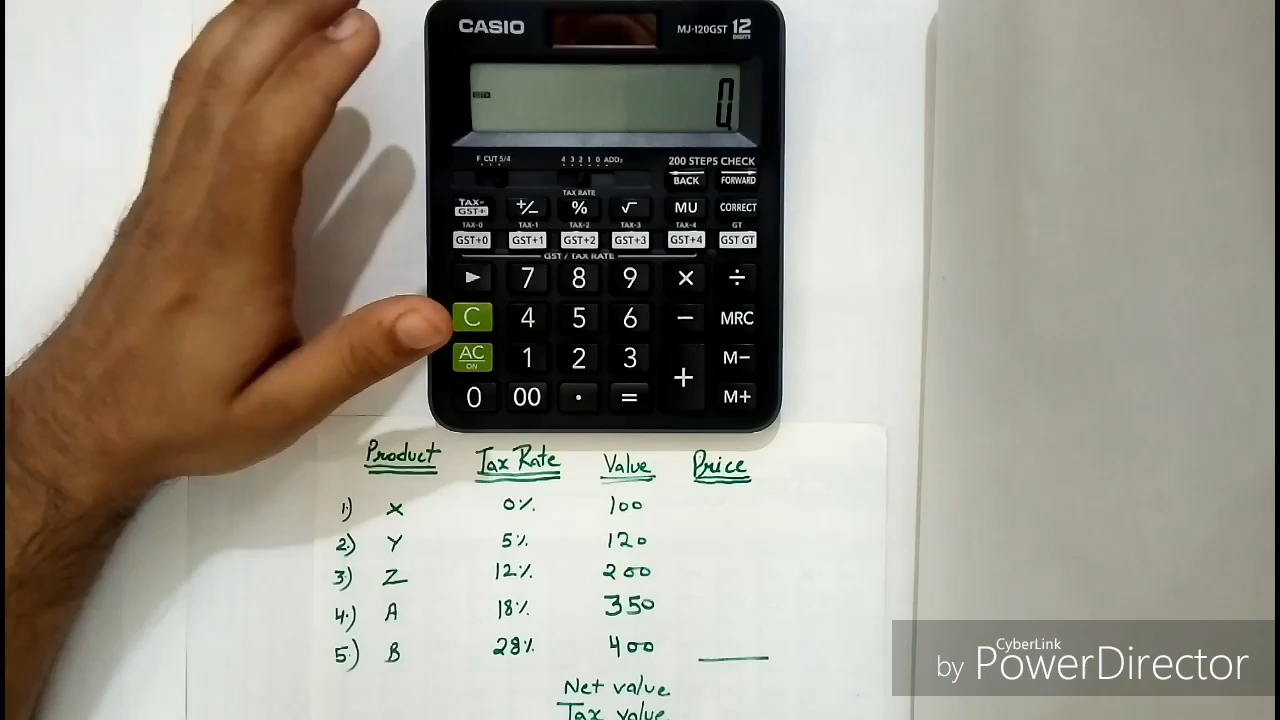 CASIO MJ-120GST 12 DIGITS
GST+ 0.
F CUT 5/4 4 3 2 1 0 ADD₂ 200 STEPS CHECK
BACK FORWARD
TAX RATE
TAX- GST+ +/− % √ MU CORRECT
TAX-0 TAX-1 TAX-2 TAX-3 TAX-4 GT
GST+0 GST+1 GST+2 GST+3 GST+4 GST GT
GST / TAX RATE
▶ 7 8 9 × ÷
C 4 5 6 − MRC
AC ON 1 2 3 + M−
0 00 · = M+
Product Tax Rate Value Price
1.) X 0% 100
2.) Y 5% 120
3.) Z 12% 200
4.) A 18% 350
5.) B 28% 400
Net value
Tax value
by CyberLink PowerDirector